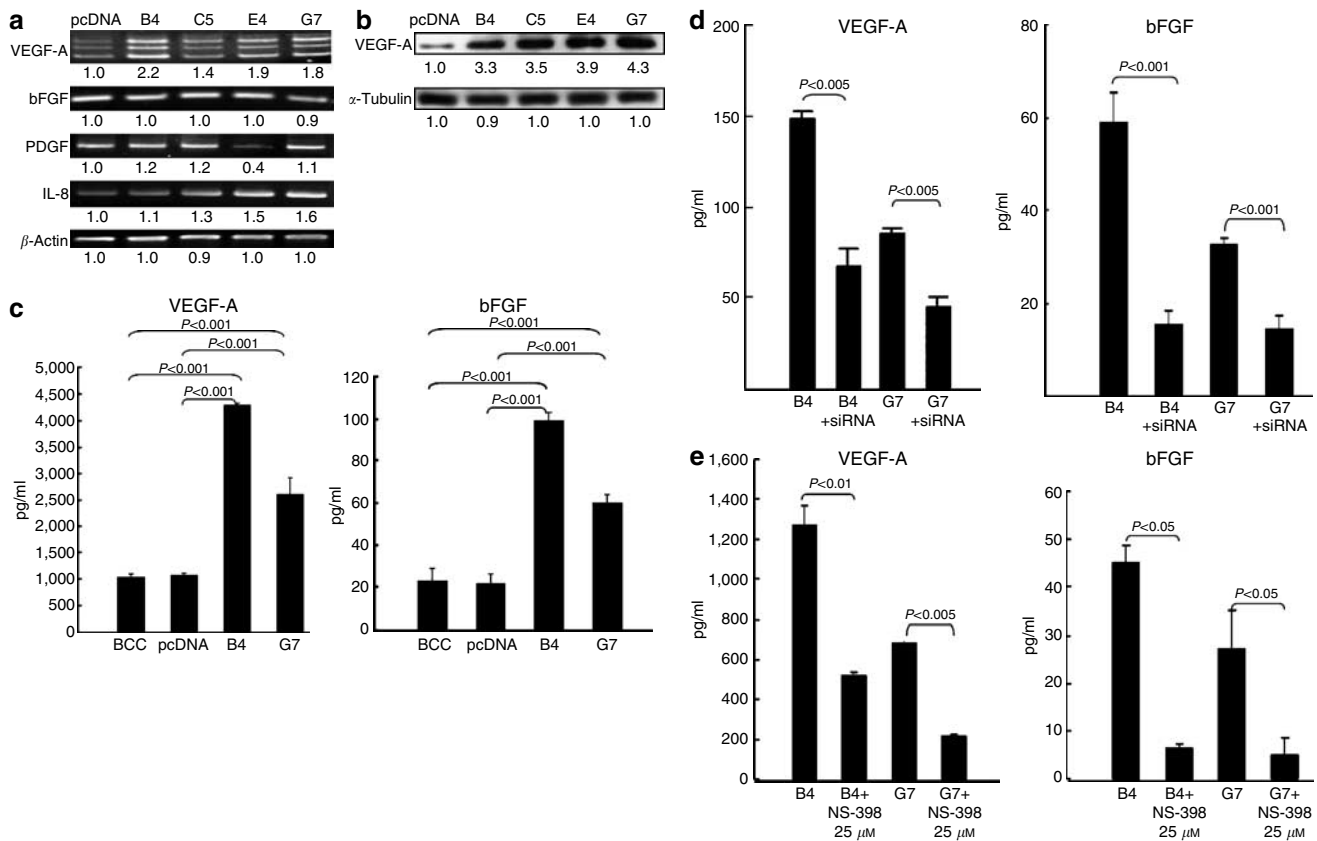 a
pcDNA B4 C5 E4 G7
VEGF-A
1.0 2.2 1.4 1.9 1.8
bFGF
1.0 1.0 1.0 1.0 0.9
PDGF
1.0 1.2 1.2 0.4 1.1
IL-8
1.0 1.1 1.3 1.5 1.6
β-Actin
1.0 1.0 0.9 1.0 1.0
b
pcDNA B4 C5 E4 G7
VEGF-A
1.0 3.3 3.5 3.9 4.3
α-Tubulin
1.0 0.9 1.0 1.0 1.0
c
VEGF-A
P<0.001
P<0.001
P<0.001
P<0.001
5,000
4,500
4,000
3,500
3,000
2,500
2,000
1,500
1,000
500
0
pg/ml
BCC pcDNA B4 G7
bFGF
P<0.001
P<0.001
P<0.001
P<0.001
120
100
80
60
40
20
0
pg/ml
BCC pcDNA B4 G7
d
VEGF-A
200
150
100
50
pg/ml
P<0.005
P<0.005
B4 B4 G7 G7
+siRNA +siRNA
bFGF
80
60
40
20
pg/ml
P<0.001
P<0.001
B4 B4 G7 G7
+siRNA +siRNA
e
VEGF-A
1,600
1,400
1,200
1,000
800
600
400
200
0
pg/ml
P<0.01
P<0.005
B4 B4+ G7 G7+
NS-398 NS-398
25 μM 25 μM
bFGF
60
50
40
30
20
10
0
pg/ml
P<0.05
P<0.05
B4 B4+ G7 G7+
NS-398 NS-398
25 μM 25 μM